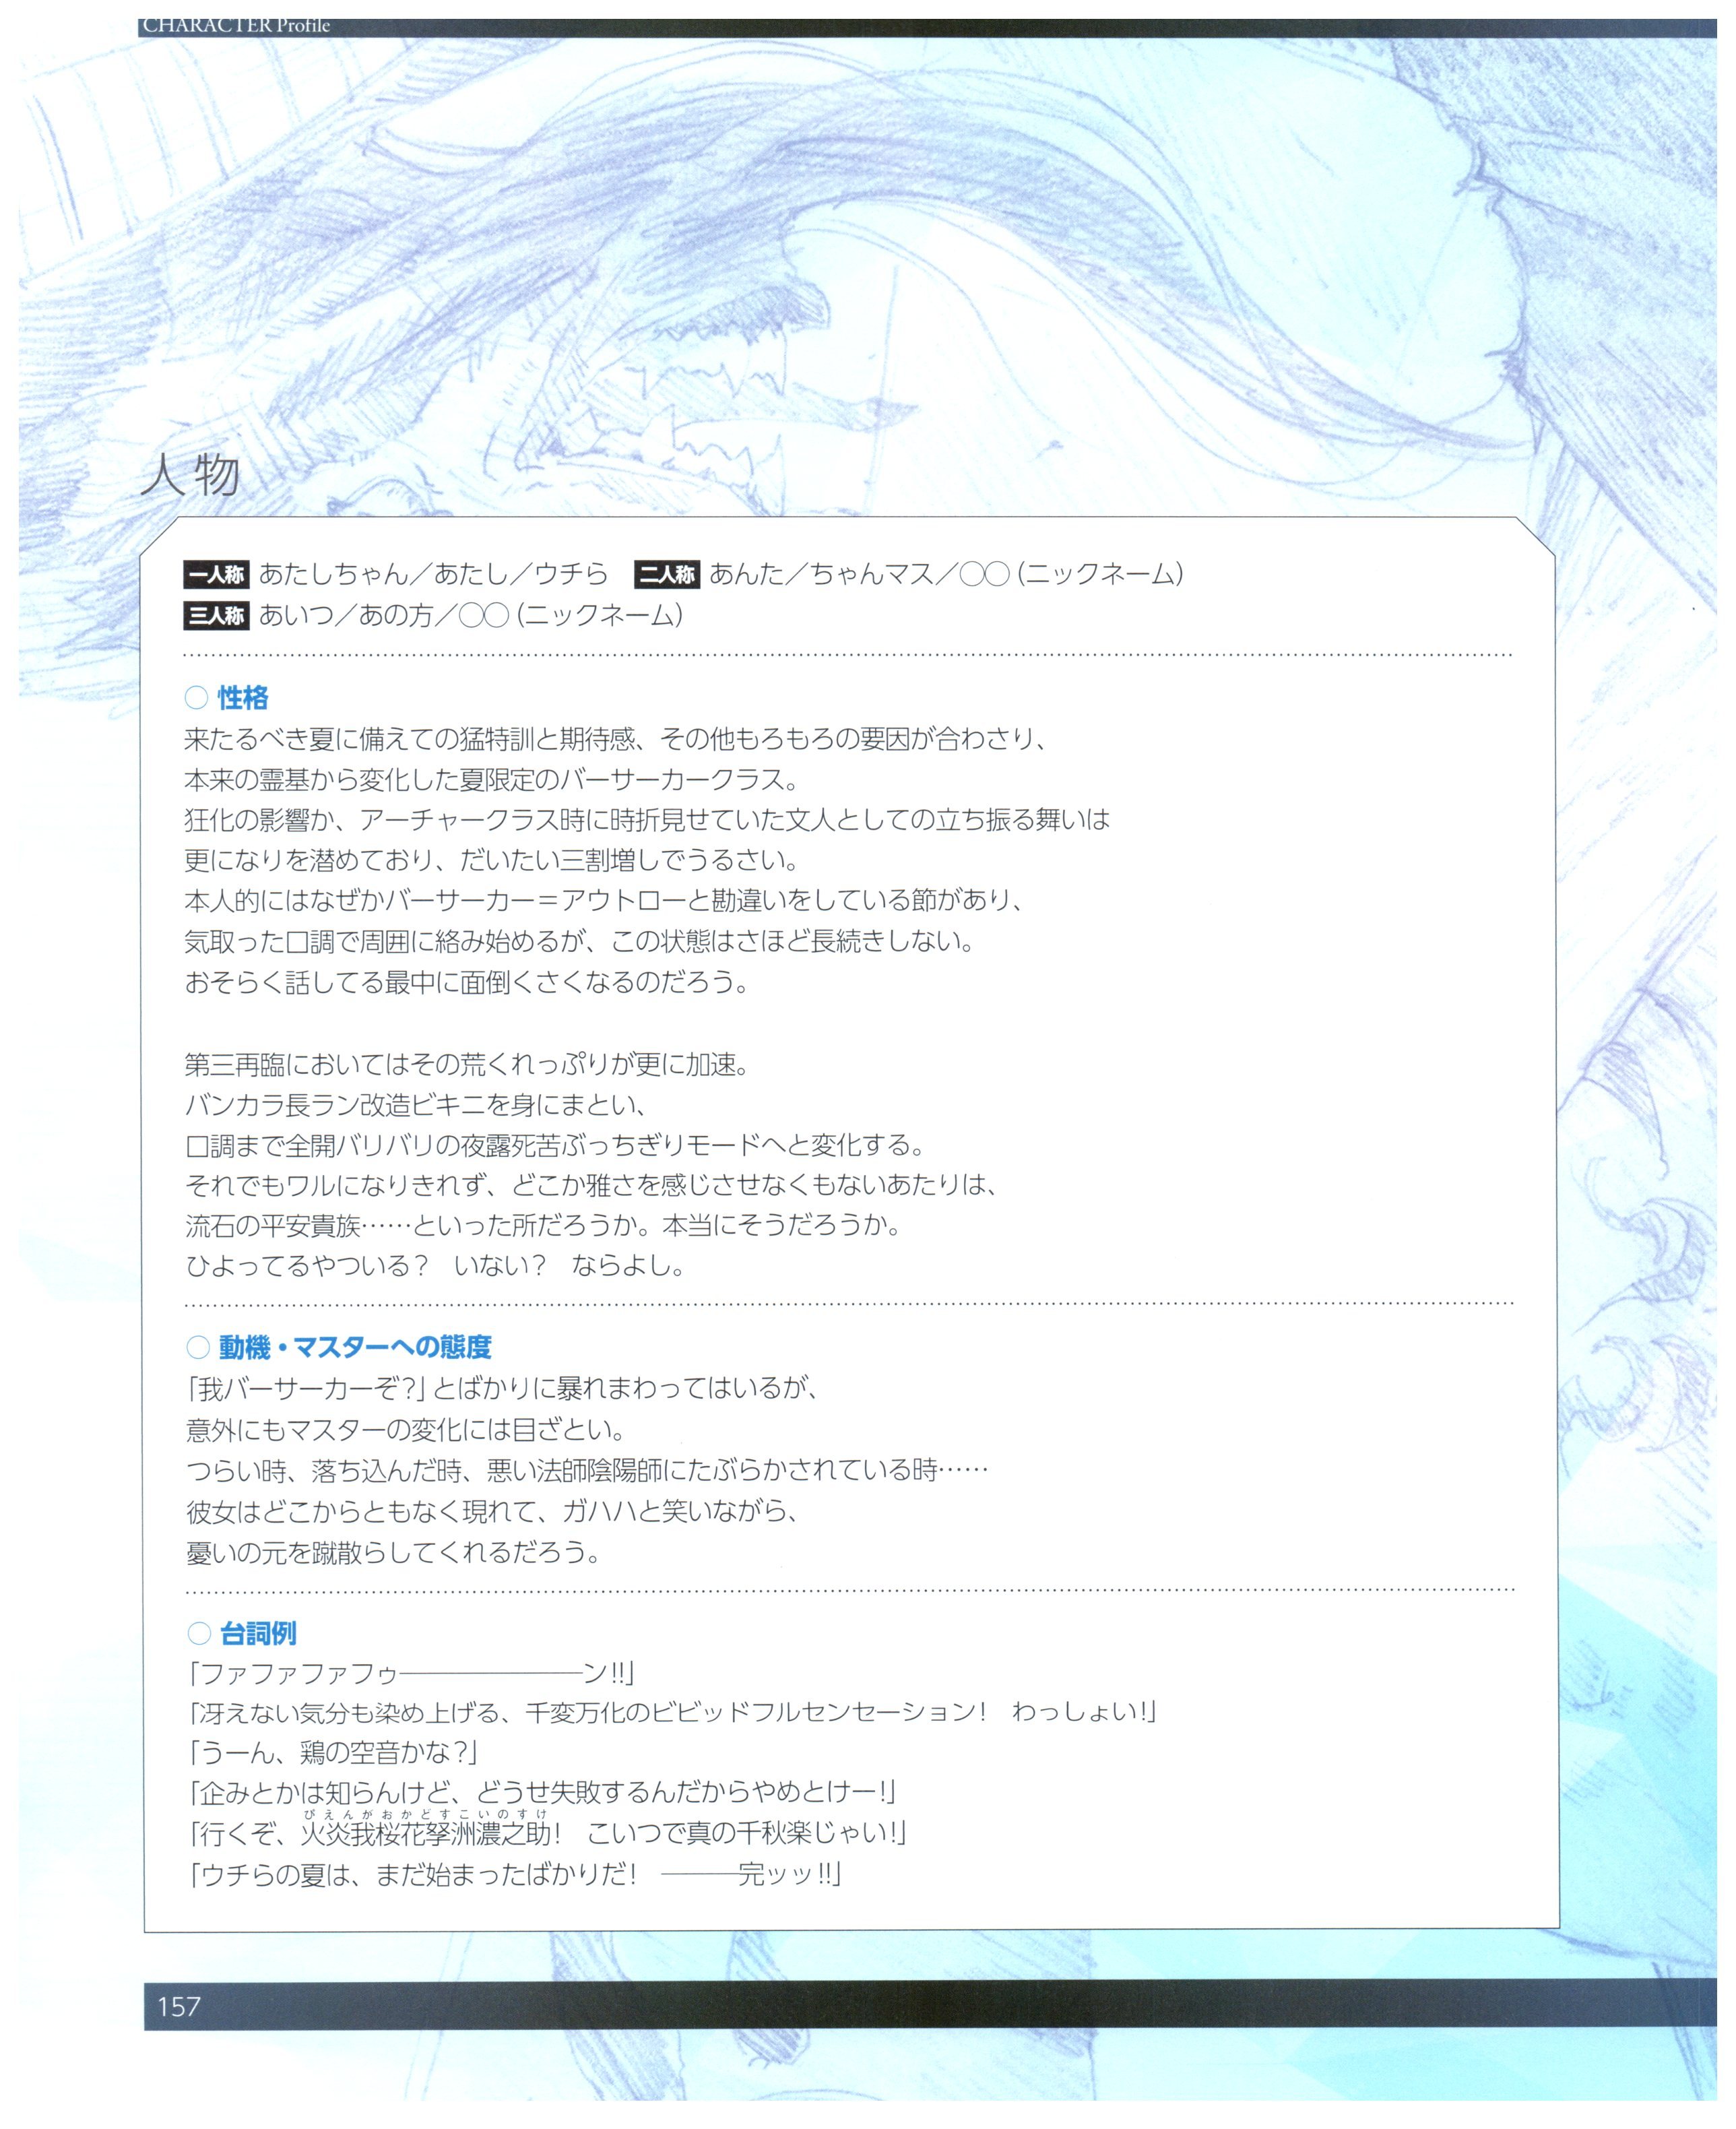 CHARACTER Profile
人物
一人称 あたしちゃん／あたし／ウチら 二人称 あんた／ちゃんマス／○○（ニックネーム）
三人称 あいつ／あの方／○○（ニックネーム）
○ 性格
来たるべき夏に備えての猛特訓と期待感、その他もろもろの要因が合わさり、
本来の霊基から変化した夏限定のバーサーカークラス。
狂化の影響か、アーチャークラス時に時折見せていた文人としての立ち振る舞いは
更になりを潜めており、だいたい三割増しでうるさい。
本人的にはなぜかバーサーカー＝アウトローと勘違いをしている節があり、
気取った口調で周囲に絡み始めるが、この状態はさほど長続きしない。
おそらく話してる最中に面倒くさくなるのだろう。
第三再臨においてはその荒くれっぷりが更に加速。
バンカラ長ラン改造ビキニを身にまとい、
口調まで全開バリバリの夜露死苦ぶっちぎりモードへと変化する。
それでもワルになりきれず、どこか雅さを感じさせなくもないあたりは、
流石の平安貴族……といった所だろうか。本当にそうだろうか。
ひよってるやついる？　いない？　ならよし。
○ 動機・マスターへの態度
「我バーサーカーぞ？」とばかりに暴れまわってはいるが、
意外にもマスターの変化には目ざとい。
つらい時、落ち込んだ時、悪い法師陰陽師にたぶらかされている時……
彼女はどこからともなく現れて、ガハハと笑いながら、
憂いの元を蹴散らしてくれるだろう。
○ 台詞例
「ファファファフゥ―――――――ン!!」
「冴えない気分も染め上げる、千変万化のビビッドフルセンセーション！　わっしょい！」
「うーん、鶏の空音かな？」
「企みとかは知らんけど、どうせ失敗するんだからやめとけー！」
ぴえんがおかどすこいのすけ
「行くぞ、火炎我桜花孥洲濃之助！　こいつで真の千秋楽じゃい！」
「ウチらの夏は、まだ始まったばかりだ！　―――完ッッ!!」
157